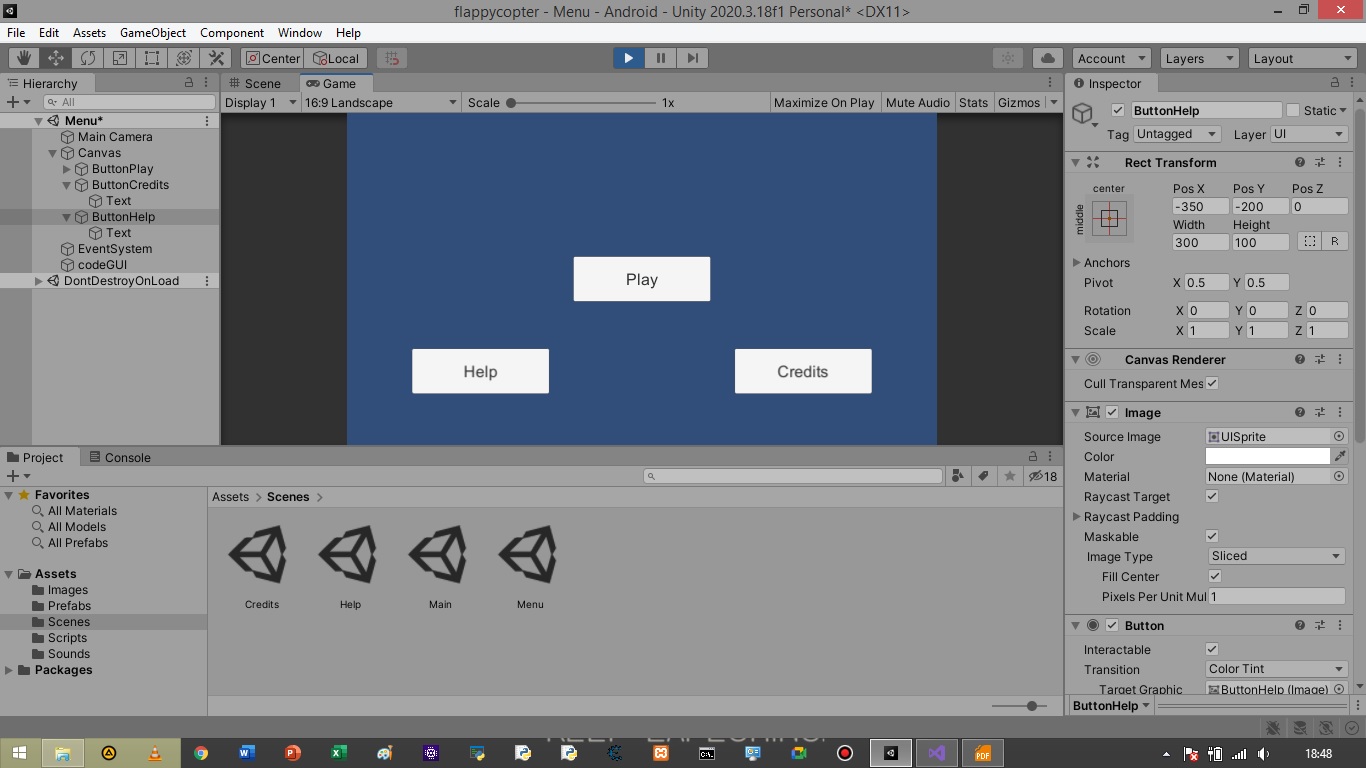 flappycopter - Menu - Android - Unity 2020.3.18f1 Personal* <DX11>
File Edit Assets GameObject Component Window Help
Center Local Account Layers Layout
Hierarchy
All
Menu*
Main Camera
Canvas
ButtonPlay
ButtonCredits
Text
ButtonHelp
Text
EventSystem
codeGUI
DontDestroyOnLoad
Scene Game
Display 1 16:9 Landscape Scale 1x Maximize On Play Mute Audio Stats Gizmos
Play
Help Credits
Inspector
ButtonHelp Static
Tag Untagged Layer UI
Rect Transform
center
middle
Pos X Pos Y Pos Z
-350 -200 0
Width Height
300 100 R
Anchors
Pivot X 0.5 Y 0.5
Rotation X 0 Y 0 Z 0
Scale X 1 Y 1 Z 1
Canvas Renderer
Cull Transparent Mes
Image
Source Image UISprite
Color
Material None (Material)
Raycast Target
Raycast Padding
Maskable
Image Type Sliced
Fill Center
Pixels Per Unit Mul 1
Button
Interactable
Transition Color Tint
Target Graphic ButtonHelp (Image)
ButtonHelp
Project Console
18
Favorites
All Materials
All Models
All Prefabs
Assets
Images
Prefabs
Scenes
Scripts
Sounds
Packages
Assets > Scenes >
Credits Help Main Menu
18:48